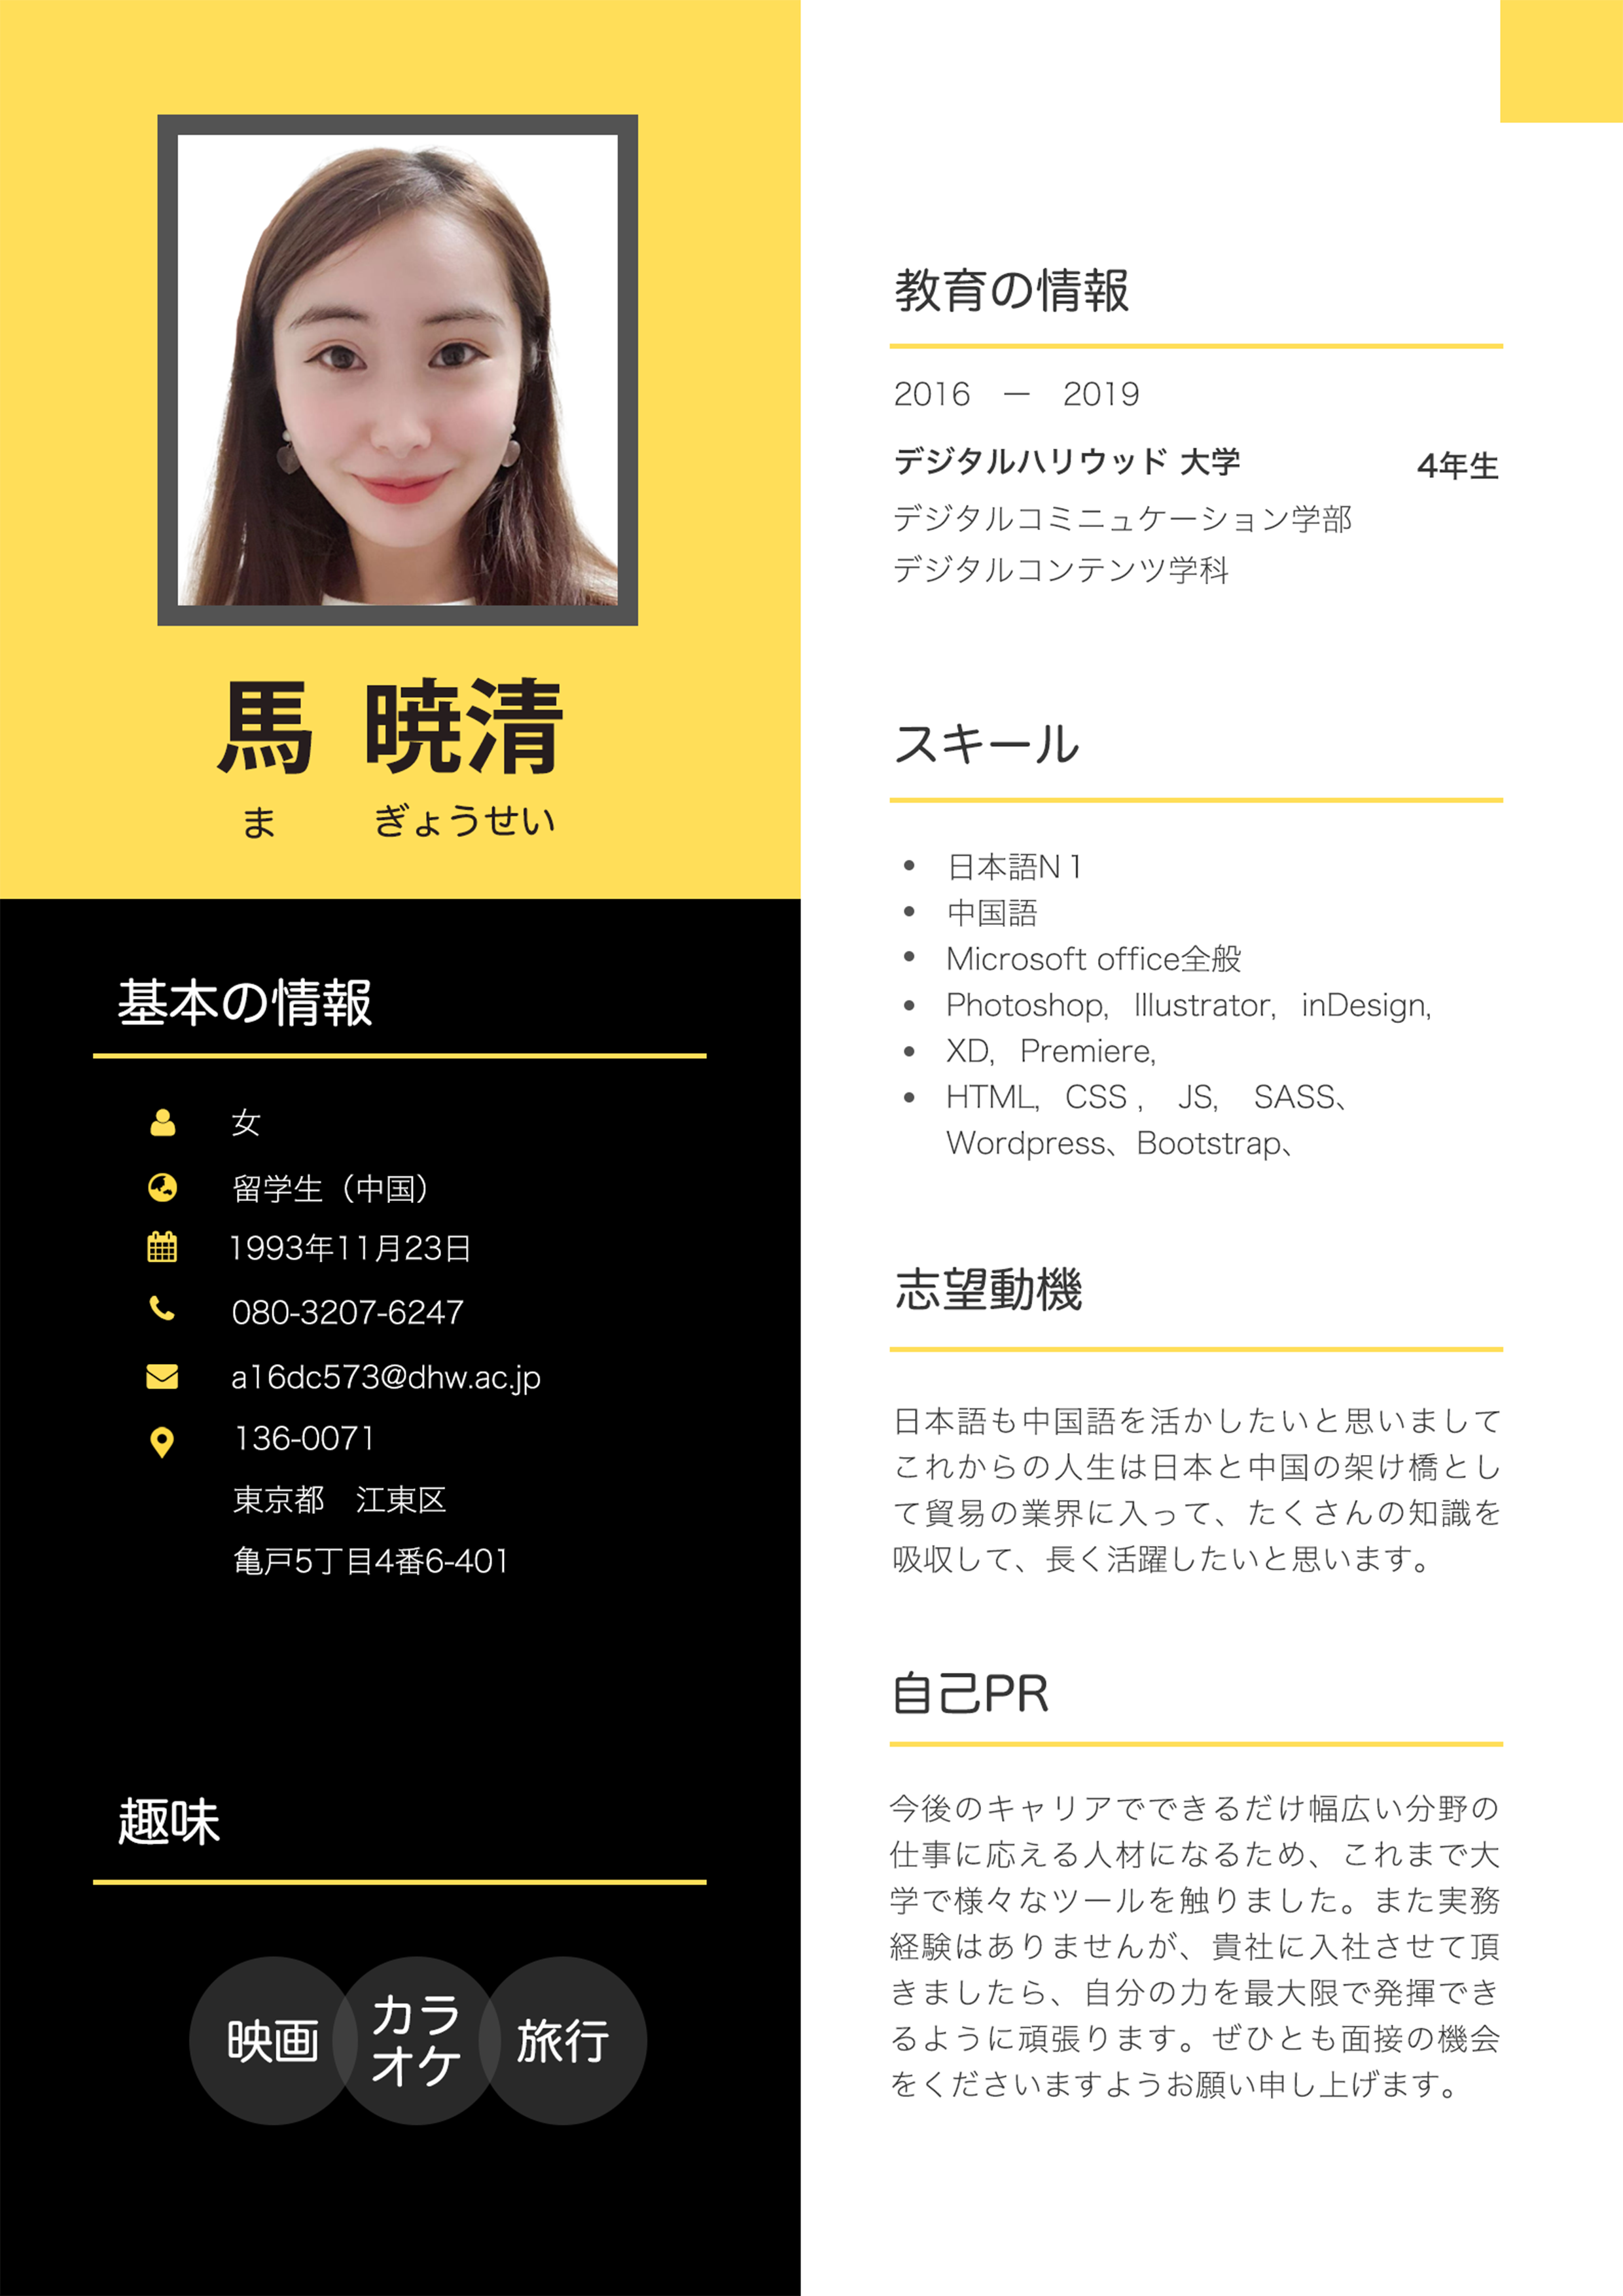 馬 暁清
ま ぎょうせい
基本の情報
女
留学生（中国）
1993年11月23日
080-3207-6247
a16dc573@dhw.ac.jp
136-0071
東京都　江東区
亀戸5丁目4番6-401
趣味
映画
カラ
オケ
旅行
教育の情報
2016　－　2019
デジタルハリウッド 大学　4年生
デジタルコミニュケーション学部
デジタルコンテンツ学科
スキール
• 日本語N１
• 中国語
• Microsoft office全般
• Photoshop,　Illustrator,　inDesign,
• XD,　Premiere,
• HTML,　CSS ,　JS,　SASS、
Wordpress、Bootstrap、
志望動機
日本語も中国語を活かしたいと思いまして
これからの人生は日本と中国の架け橋とし
て貿易の業界に入って、たくさんの知識を
吸収して、長く活躍したいと思います。
自己PR
今後のキャリアでできるだけ幅広い分野の
仕事に応える人材になるため、これまで大
学で様々なツールを触りました。また実務
経験はありませんが、貴社に入社させて頂
きましたら、自分の力を最大限で発揮でき
るように頑張ります。ぜひとも面接の機会
をくださいますようお願い申し上げます。